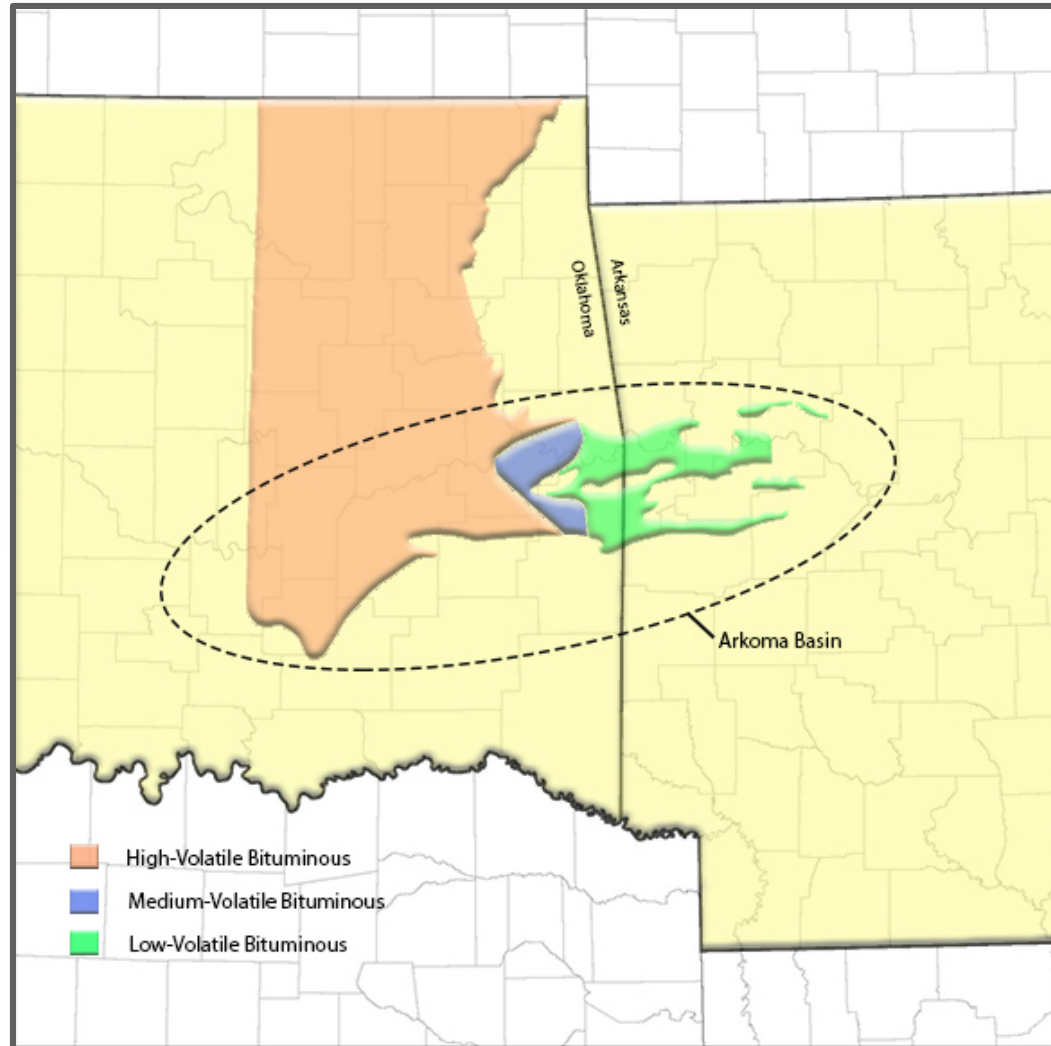 Oklahoma
Arkansas
Arkoma Basin
High-Volatile Bituminous
Medium-Volatile Bituminous
Low-Volatile Bituminous